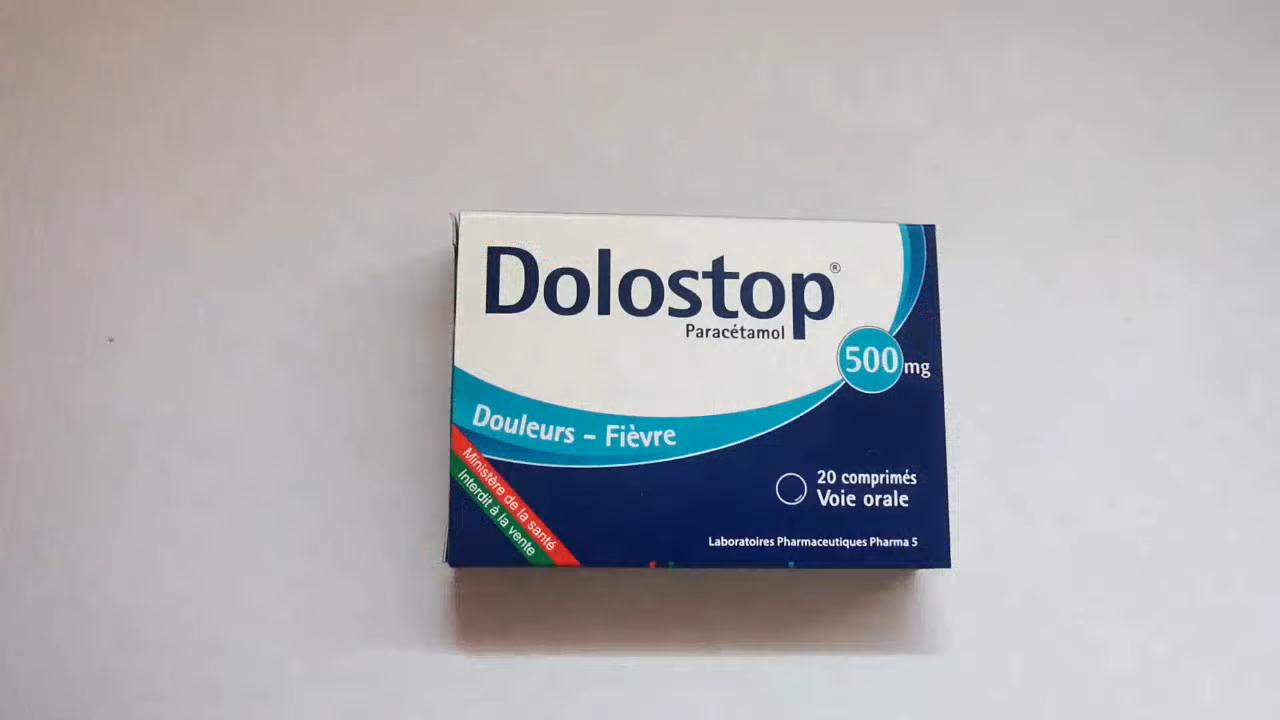 Dolostop®
Paracétamol
500mg
Douleurs – Fièvre
Ministère de la santé
Interdit à la vente
20 comprimés
Voie orale
Laboratoires Pharmaceutiques Pharma 5